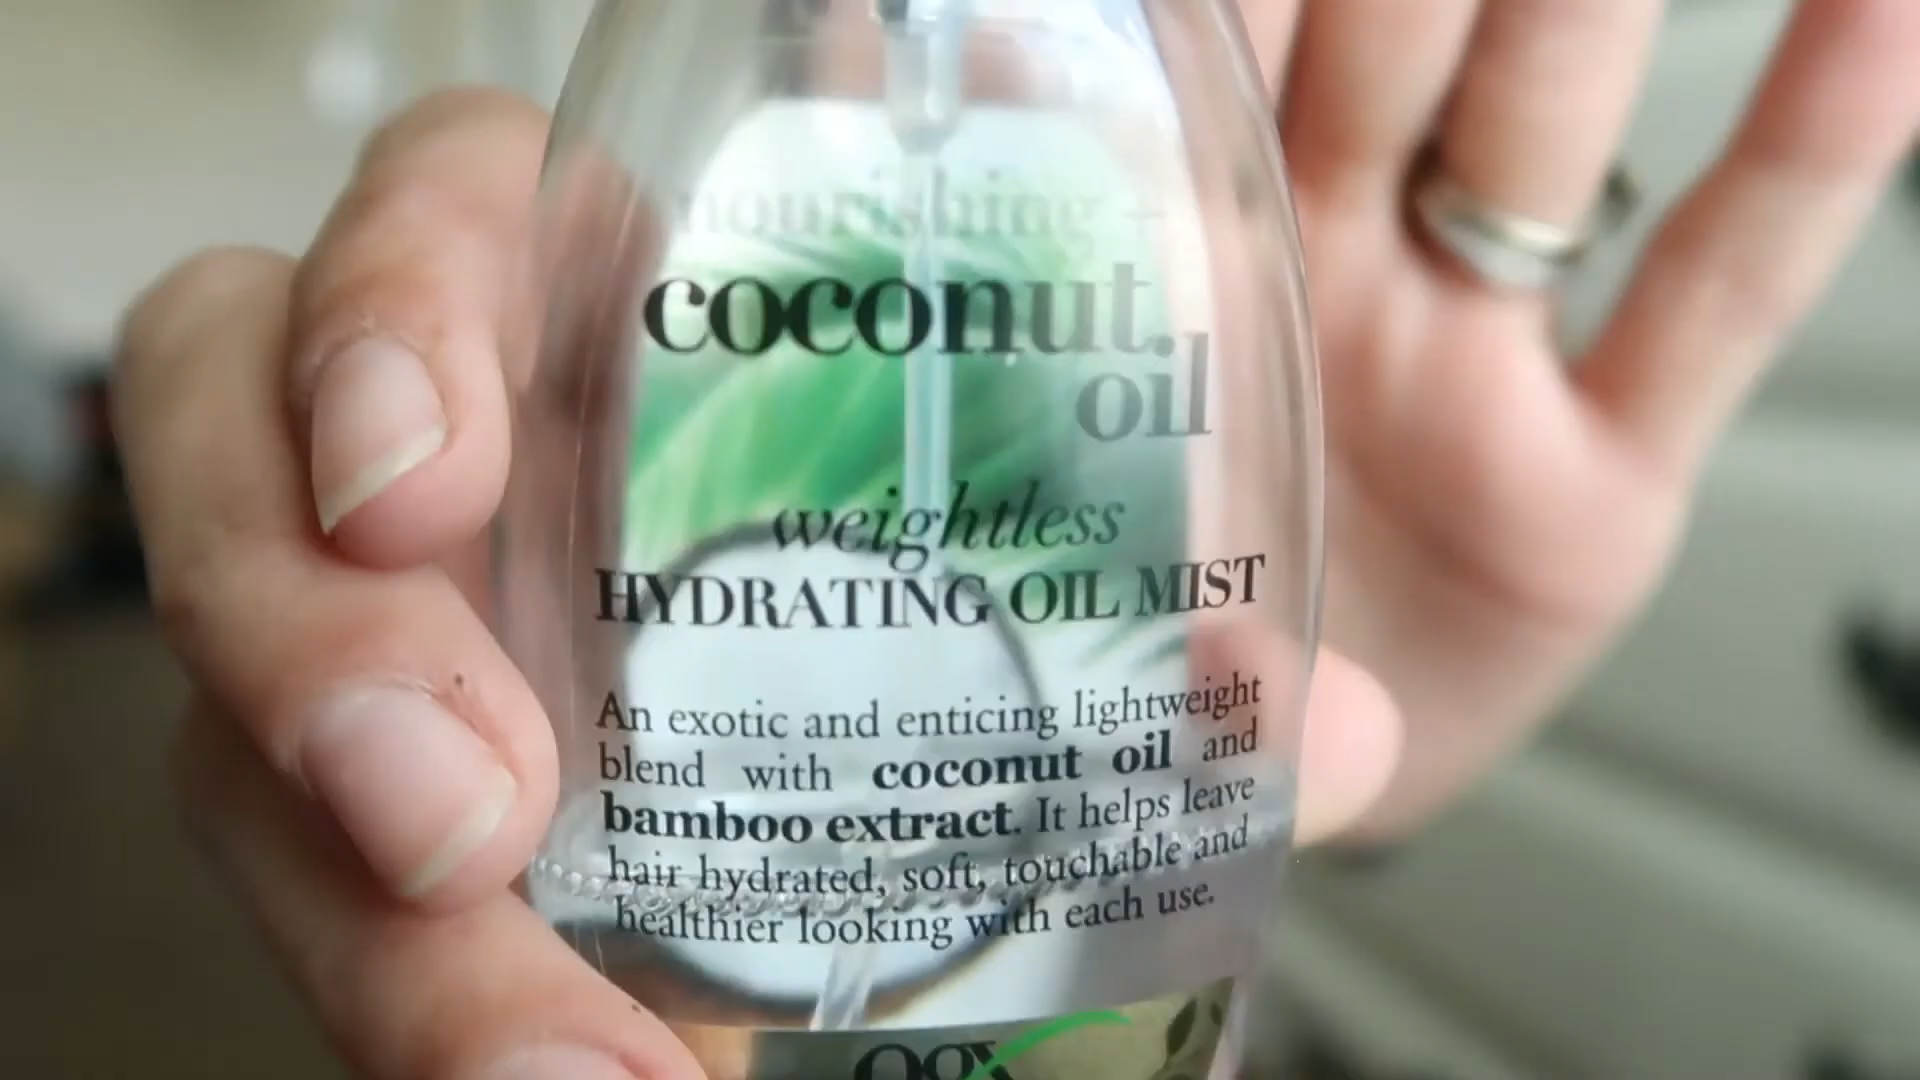 nourishing +
coconut
oil
weightless
HYDRATING OIL MIST
An exotic and enticing lightweight
blend with coconut oil and
bamboo extract. It helps leave
hair hydrated, soft, touchable and
healthier looking with each use.
ogx